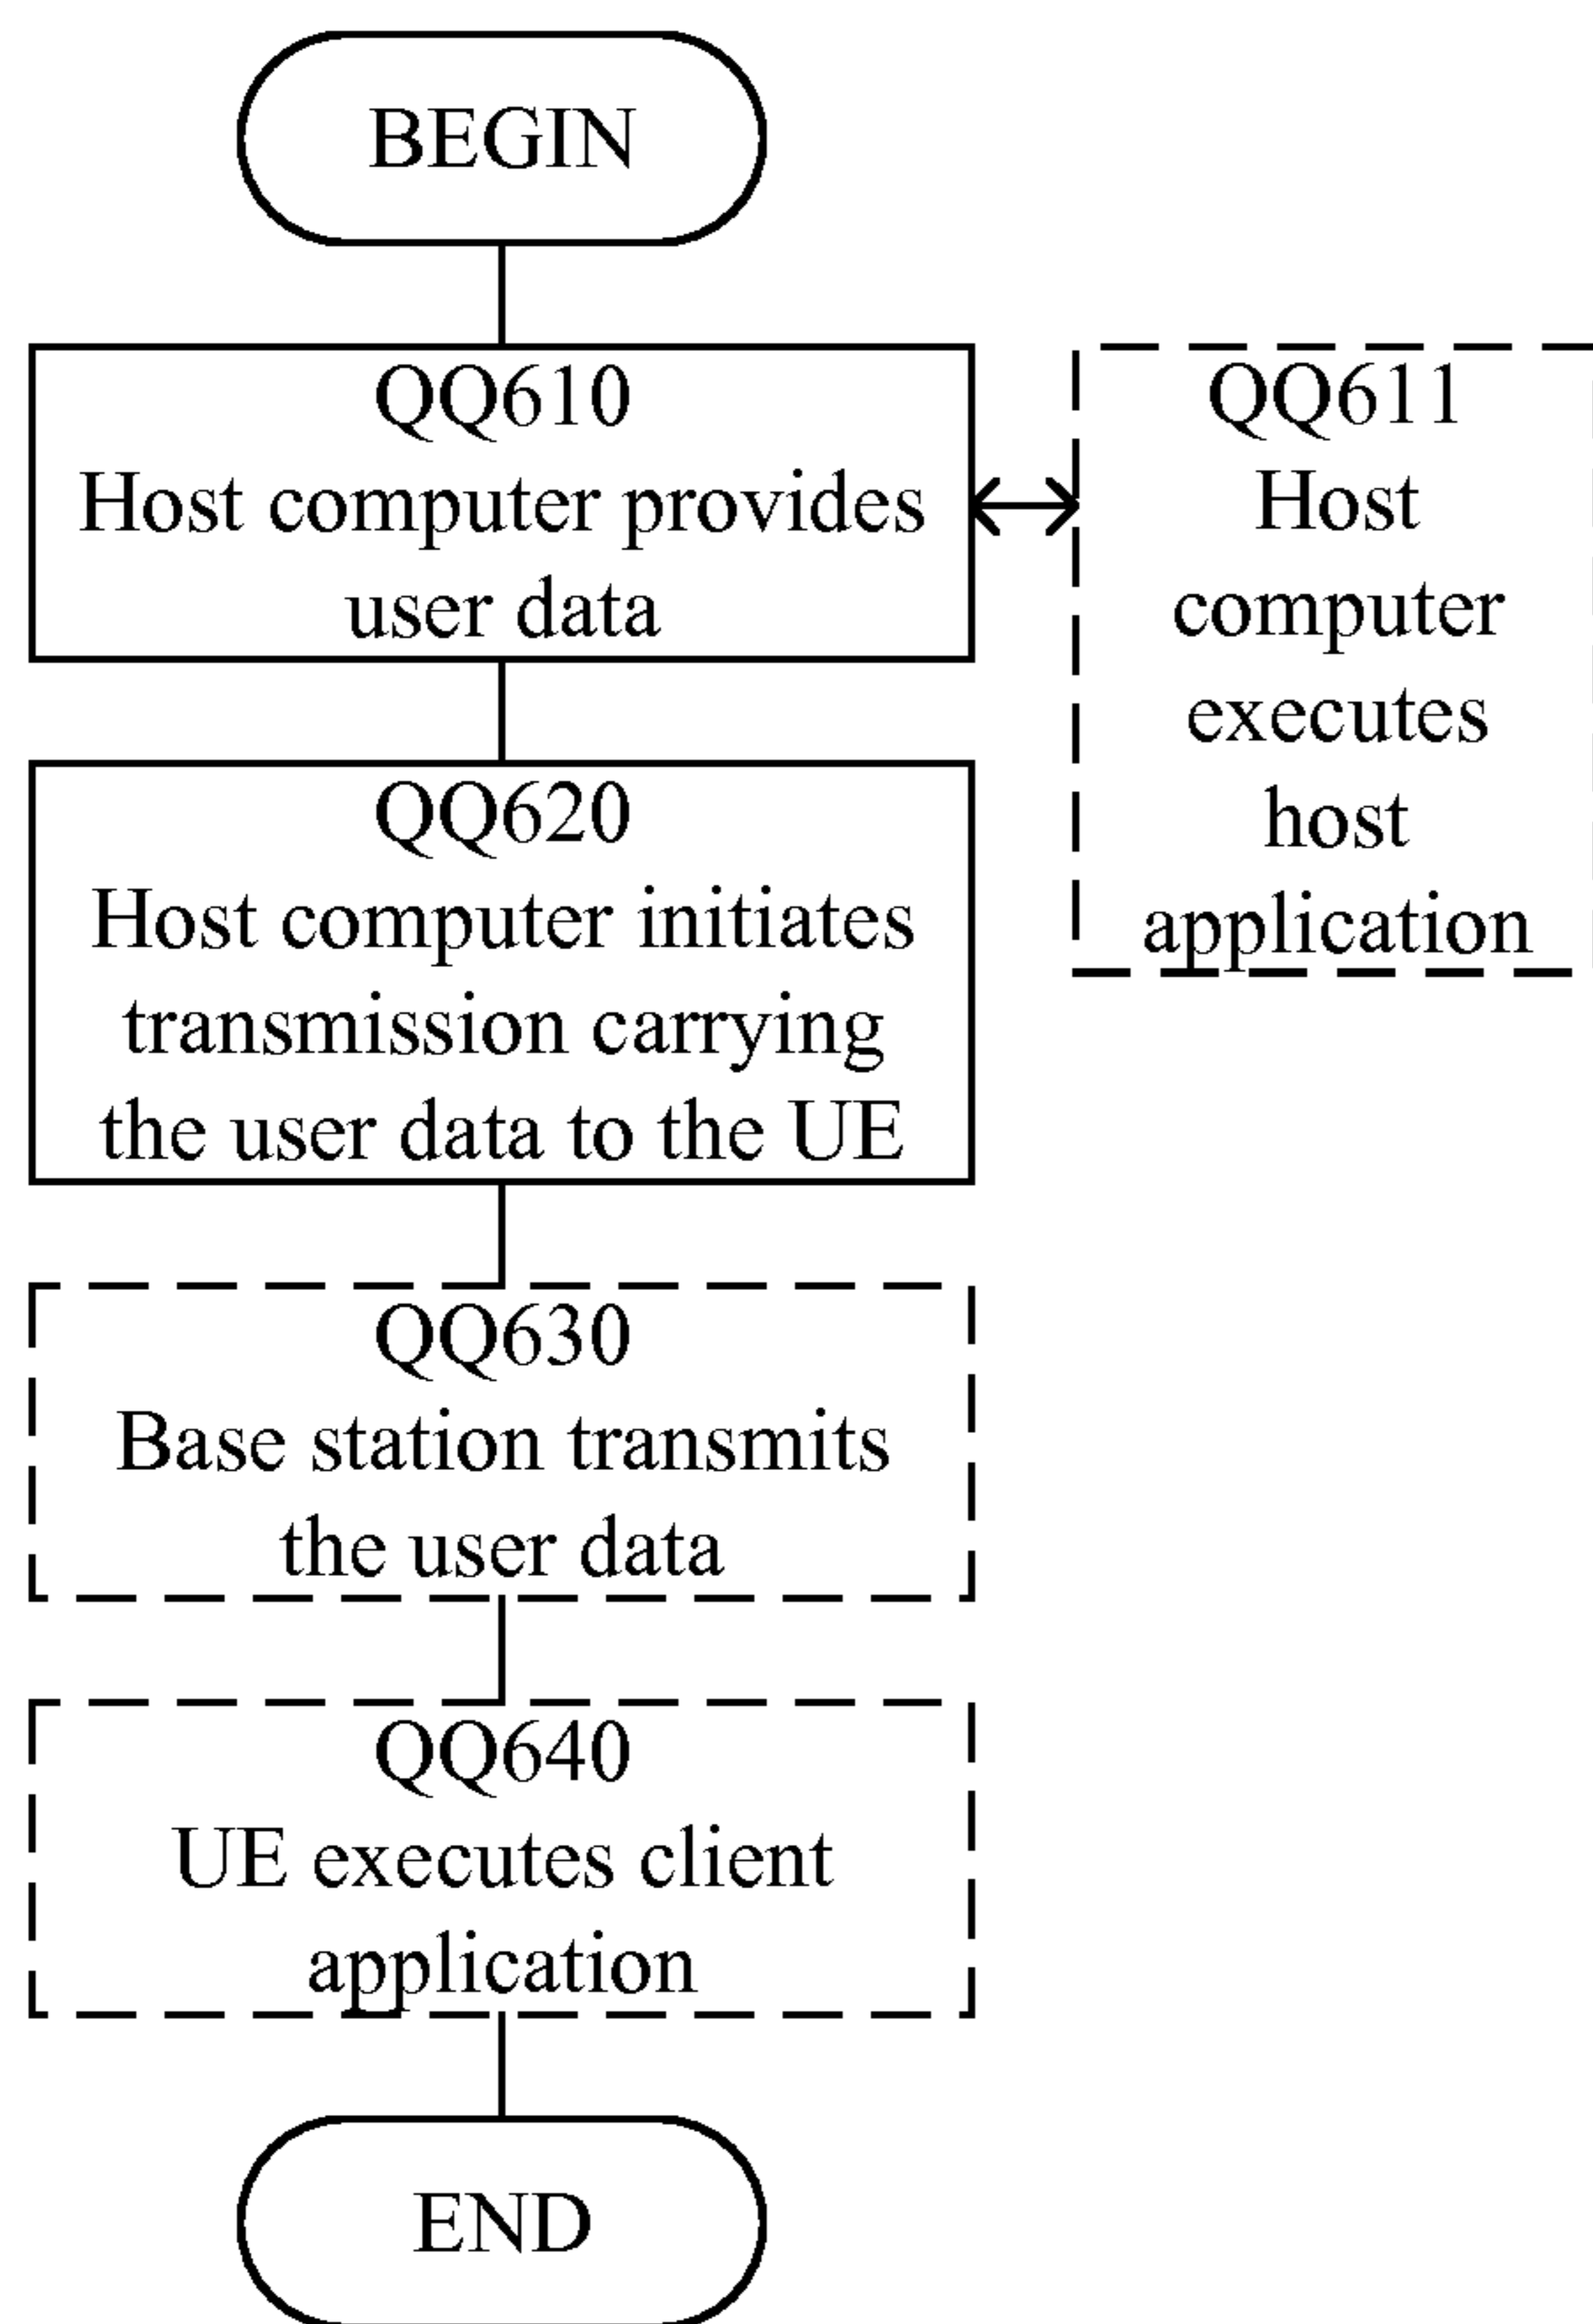 BEGIN
QQ610
Host computer provides
user data
QQ611
Host
computer
executes
host
application
QQ620
Host computer initiates
transmission carrying
the user data to the UE
QQ630
Base station transmits
the user data
QQ640
UE executes client
application
END